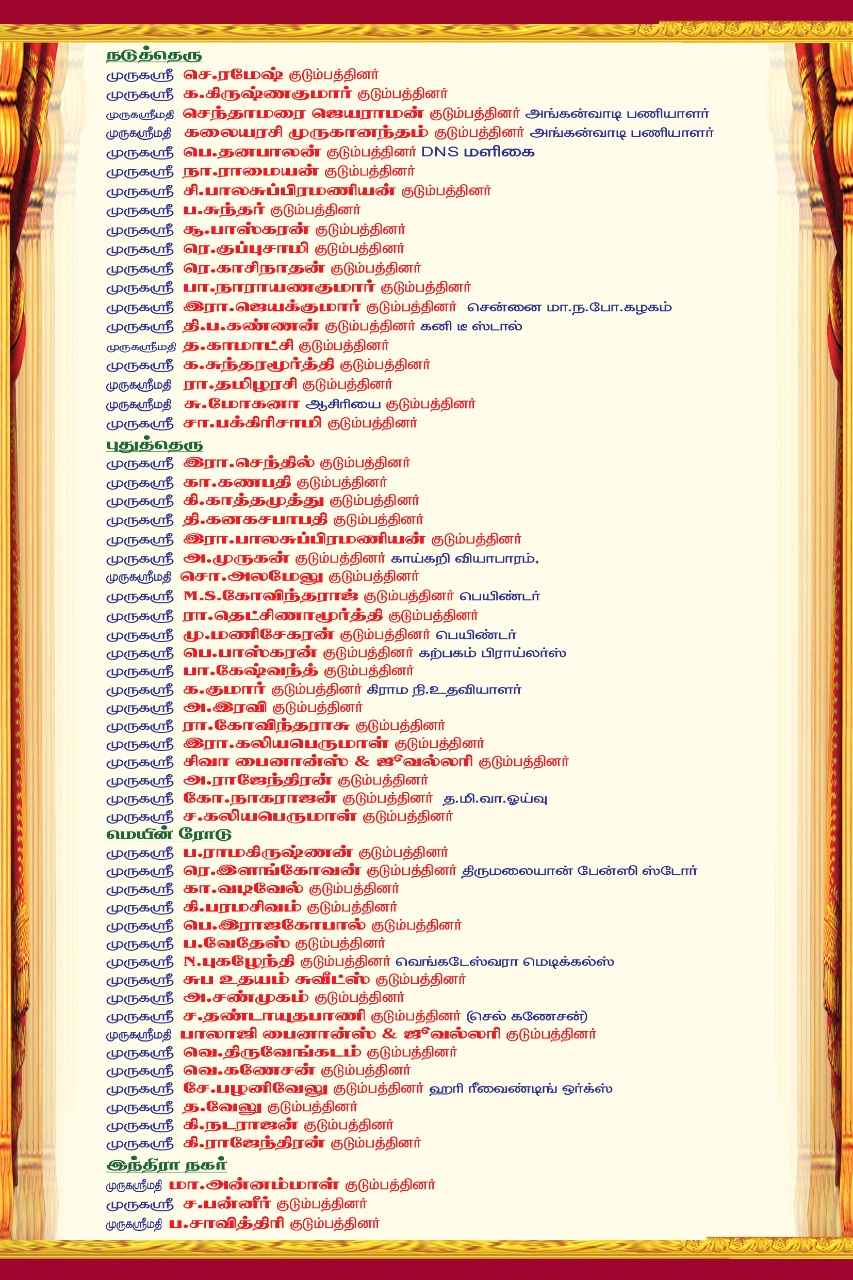 நடுத்தெரு
முருகஸ்ரீ செ.ரமேஷ் குடும்பத்தினர்
முருகஸ்ரீ க.கிருஷ்ணகுமார் குடும்பத்தினர்
முருகஸ்ரீமதி செந்தாமரை ஜெயராமன் குடும்பத்தினர் அங்கன்வாடி பணியாளர்
முருகஸ்ரீமதி கலையரசி முருகானந்தம் குடும்பத்தினர் அங்கன்வாடி பணியாளர்
முருகஸ்ரீ பெ.தனபாலன் குடும்பத்தினர் DNS மளிகை
முருகஸ்ரீ நா.ராமையன் குடும்பத்தினர்
முருகஸ்ரீ சி.பாலசுப்பிரமணியன் குடும்பத்தினர்
முருகஸ்ரீ ப.சுந்தர் குடும்பத்தினர்
முருகஸ்ரீ சூ.பாஸ்கரன் குடும்பத்தினர்
முருகஸ்ரீ ரெ.குப்புசாமி குடும்பத்தினர்
முருகஸ்ரீ ரெ.காசிநாதன் குடும்பத்தினர்
முருகஸ்ரீ பா.நாராயணகுமார் குடும்பத்தினர்
முருகஸ்ரீ இரா.ஜெயக்குமார் குடும்பத்தினர் சென்னை மா.ந.போ.கழகம்
முருகஸ்ரீ தி.ப.கண்ணன் குடும்பத்தினர் கனி டீ ஸ்டால்
முருகஸ்ரீமதி த.காமாட்சி குடும்பத்தினர்
முருகஸ்ரீ க.சுந்தரமூர்த்தி குடும்பத்தினர்
முருகஸ்ரீமதி ரா.தமிழரசி குடும்பத்தினர்
முருகஸ்ரீமதி சு.மோகனா ஆசிரியை குடும்பத்தினர்
முருகஸ்ரீ சா.பக்கிரிசாமி குடும்பத்தினர்
புதுத்தெரு
முருகஸ்ரீ இரா.செந்தில் குடும்பத்தினர்
முருகஸ்ரீ கா.கணபதி குடும்பத்தினர்
முருகஸ்ரீ கி.காத்தமுத்து குடும்பத்தினர்
முருகஸ்ரீ தி.கனகசபாபதி குடும்பத்தினர்
முருகஸ்ரீ இரா.பாலசுப்பிரமணியன் குடும்பத்தினர்
முருகஸ்ரீ அ.முருகன் குடும்பத்தினர் காய்கறி வியாபாரம்,
முருகஸ்ரீமதி சொ.அலமேலு குடும்பத்தினர்
முருகஸ்ரீ M.S.கோவிந்தராஜ் குடும்பத்தினர் பெயிண்டர்
முருகஸ்ரீ ரா.தெட்சிணாமூர்த்தி குடும்பத்தினர்
முருகஸ்ரீ மு.மணிசேகரன் குடும்பத்தினர் பெயிண்டர்
முருகஸ்ரீ பெ.பாஸ்கரன் குடும்பத்தினர் கற்பகம் பிராய்லர்ஸ்
முருகஸ்ரீ பா.கேஷ்வந்த் குடும்பத்தினர்
முருகஸ்ரீ க.குமார் குடும்பத்தினர் கிராம நி.உதவியாளர்
முருகஸ்ரீ அ.இரவி குடும்பத்தினர்
முருகஸ்ரீ ரா.கோவிந்தராசு குடும்பத்தினர்
முருகஸ்ரீ இரா.கலியபெருமாள் குடும்பத்தினர்
முருகஸ்ரீ சிவா பைனான்ஸ் & ஜுவல்லரி குடும்பத்தினர்
முருகஸ்ரீ அ.ராஜேந்திரன் குடும்பத்தினர்
முருகஸ்ரீ கோ.நாகராஜன் குடும்பத்தினர் த.மி.வா.ஓய்வு
முருகஸ்ரீ ச.கலியபெருமாள் குடும்பத்தினர்
மெயின் ரோடு
முருகஸ்ரீ ப.ராமகிருஷ்ணன் குடும்பத்தினர்
முருகஸ்ரீ ரெ.இளங்கோவன் குடும்பத்தினர் திருமலையான் பேன்ஸி ஸ்டோர்
முருகஸ்ரீ கா.வடிவேல் குடும்பத்தினர்
முருகஸ்ரீ கி.பரமசிவம் குடும்பத்தினர்
முருகஸ்ரீ பெ.இராஜகோபால் குடும்பத்தினர்
முருகஸ்ரீ ப.வேதேஸ் குடும்பத்தினர்
முருகஸ்ரீ N.புகழேந்தி குடும்பத்தினர் வெங்கடேஸ்வரா மெடிக்கல்ஸ்
முருகஸ்ரீ சுப உதயம் சுவீட்ஸ் குடும்பத்தினர்
முருகஸ்ரீ அ.சண்முகம் குடும்பத்தினர்
முருகஸ்ரீ ச.தண்டாயுதபாணி குடும்பத்தினர் (செல் கணேசன்)
முருகஸ்ரீமதி பாலாஜி பைனான்ஸ் & ஜுவல்லரி குடும்பத்தினர்
முருகஸ்ரீ வெ.திருவேங்கடம் குடும்பத்தினர்
முருகஸ்ரீ வெ.கணேசன் குடும்பத்தினர்
முருகஸ்ரீ சே.பழனிவேலு குடும்பத்தினர் ஹரி ரீவைண்டிங் ஒர்க்ஸ்
முருகஸ்ரீ த.வேலு குடும்பத்தினர்
முருகஸ்ரீ கி.நடராஜன் குடும்பத்தினர்
முருகஸ்ரீ கி.ராஜேந்திரன் குடும்பத்தினர்
இந்திரா நகர்
முருகஸ்ரீமதி மா.அன்னம்மாள் குடும்பத்தினர்
முருகஸ்ரீ ச.பன்னீர் குடும்பத்தினர்
முருகஸ்ரீமதி ப.சாவித்திரி குடும்பத்தினர்